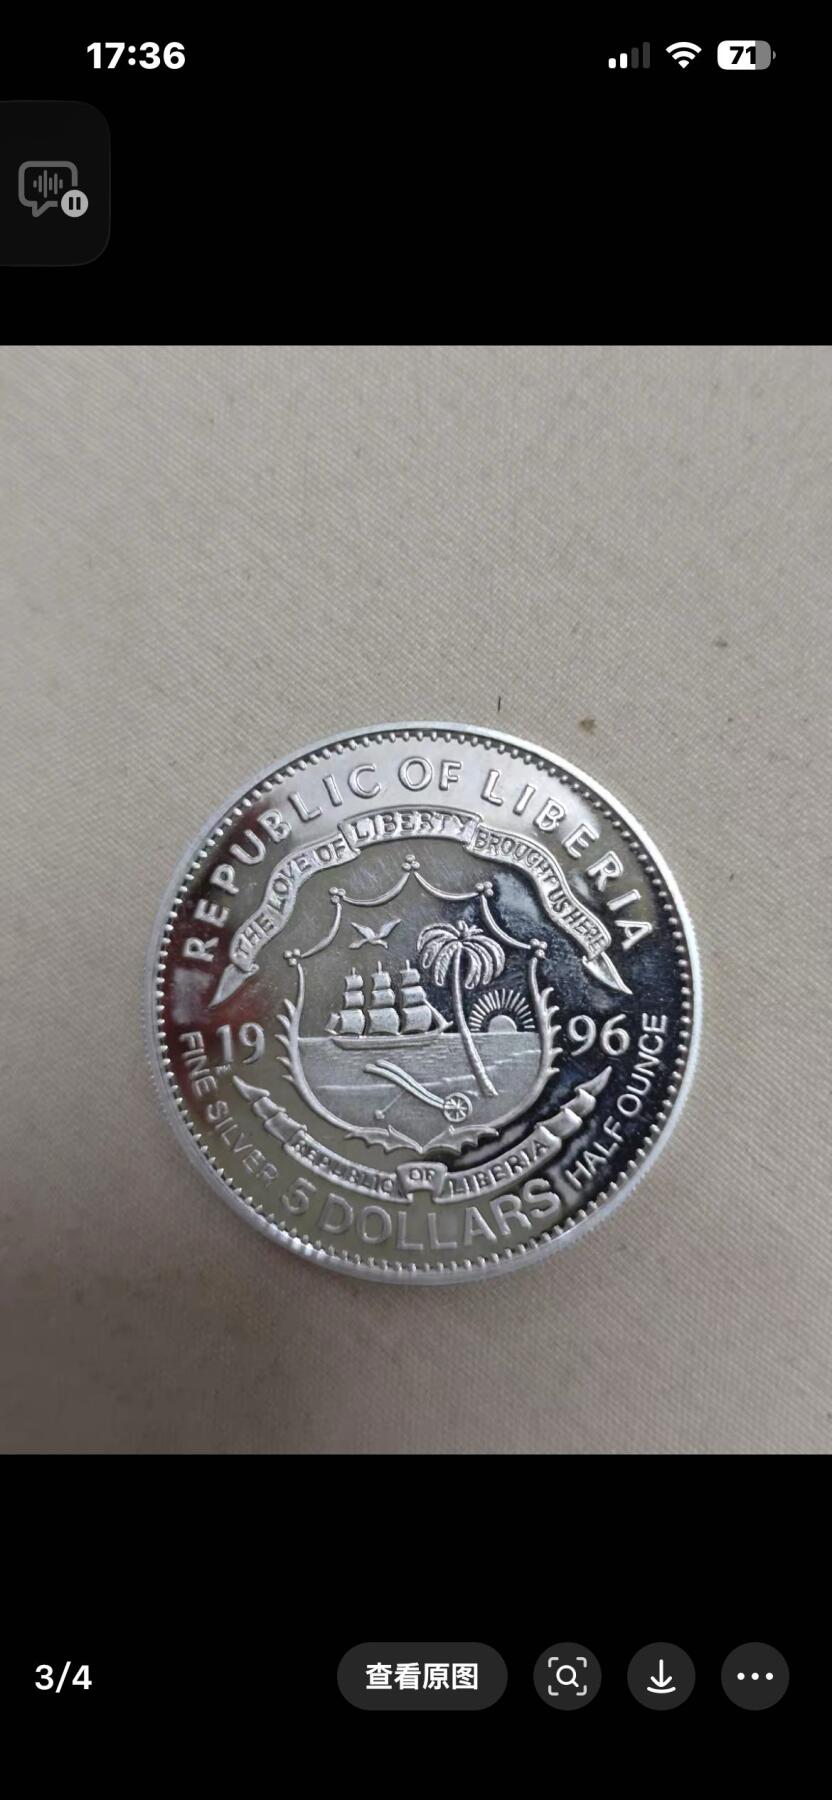 17:36
71
REPUBLIC OF LIBERIA
THE LOVE OF LIBERTY BROUGHT US HERE
19 96
REPUBLIC OF LIBERIA
FINE SILVER 5 DOLLARS HALF OUNCE
3/4
查看原图